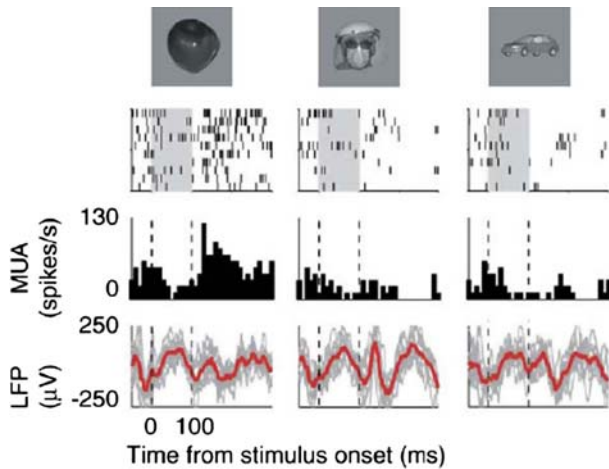 130
MUA
(spikes/s)
0
250
LFP
(μV)
-250
0 100
Time from stimulus onset (ms)